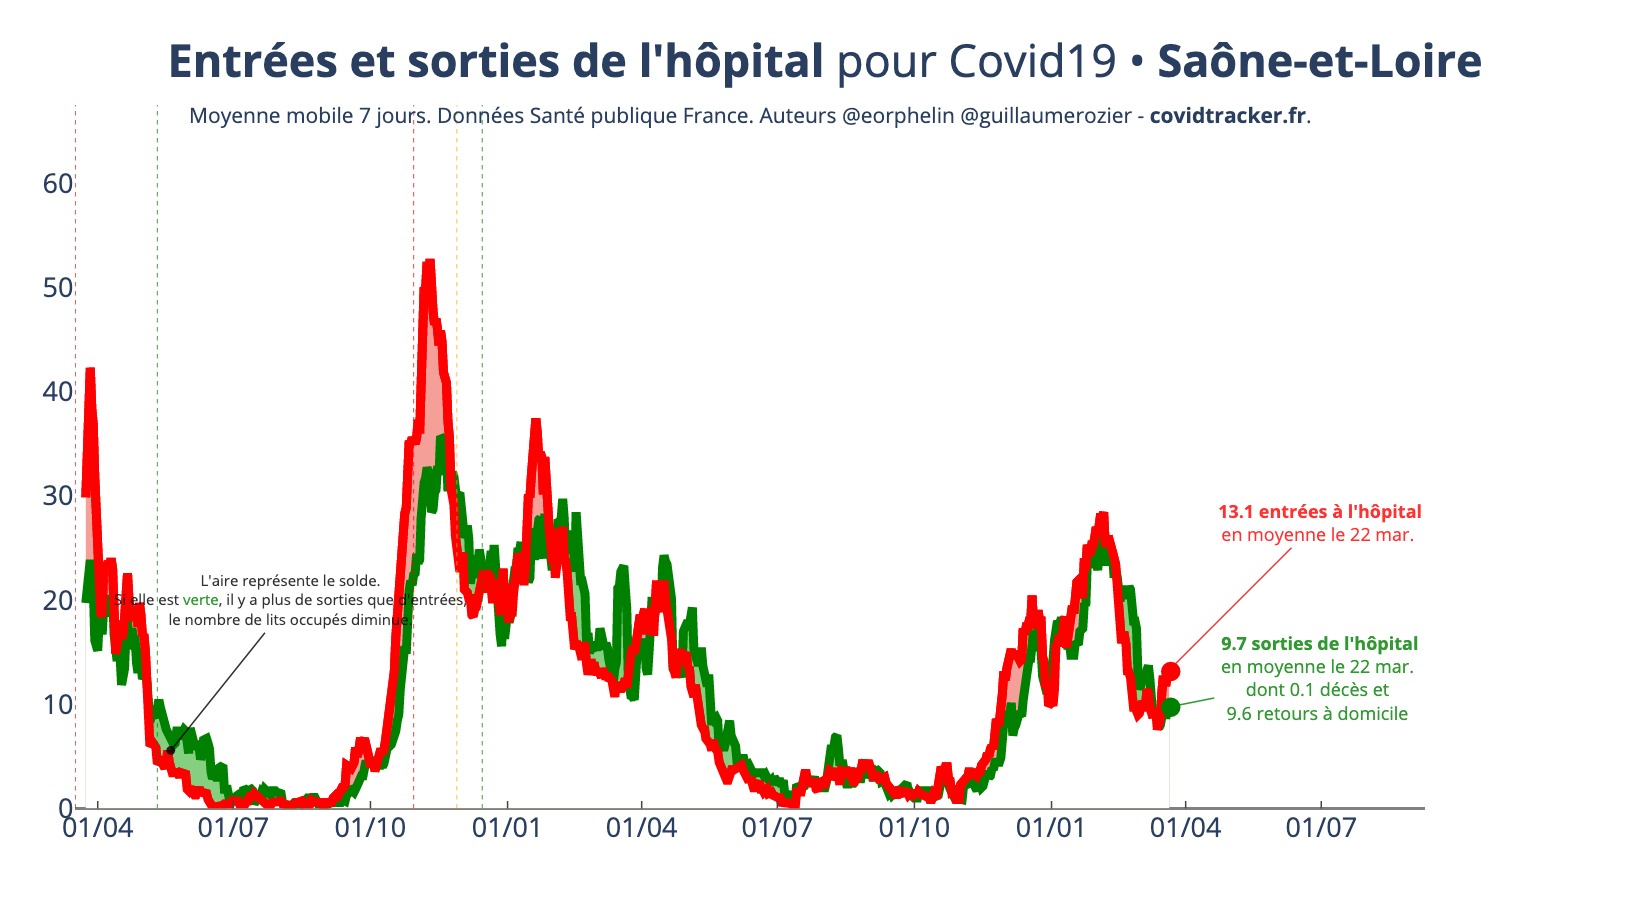 Entrées et sorties de l'hôpital pour Covid19 • Saône-et-Loire
Moyenne mobile 7 jours. Données Santé publique France. Auteurs @eorphelin @guillaumerozier - covidtracker.fr.
60
50
40
30
20
10
0
L'aire représente le solde.
Si elle est verte, il y a plus de sorties que d'entrées,
le nombre de lits occupés diminue.
13.1 entrées à l'hôpital
en moyenne le 22 mar.
9.7 sorties de l'hôpital
en moyenne le 22 mar.
dont 0.1 décès et
9.6 retours à domicile
01/04 01/07 01/10 01/01 01/04 01/07 01/10 01/01 01/04 01/07